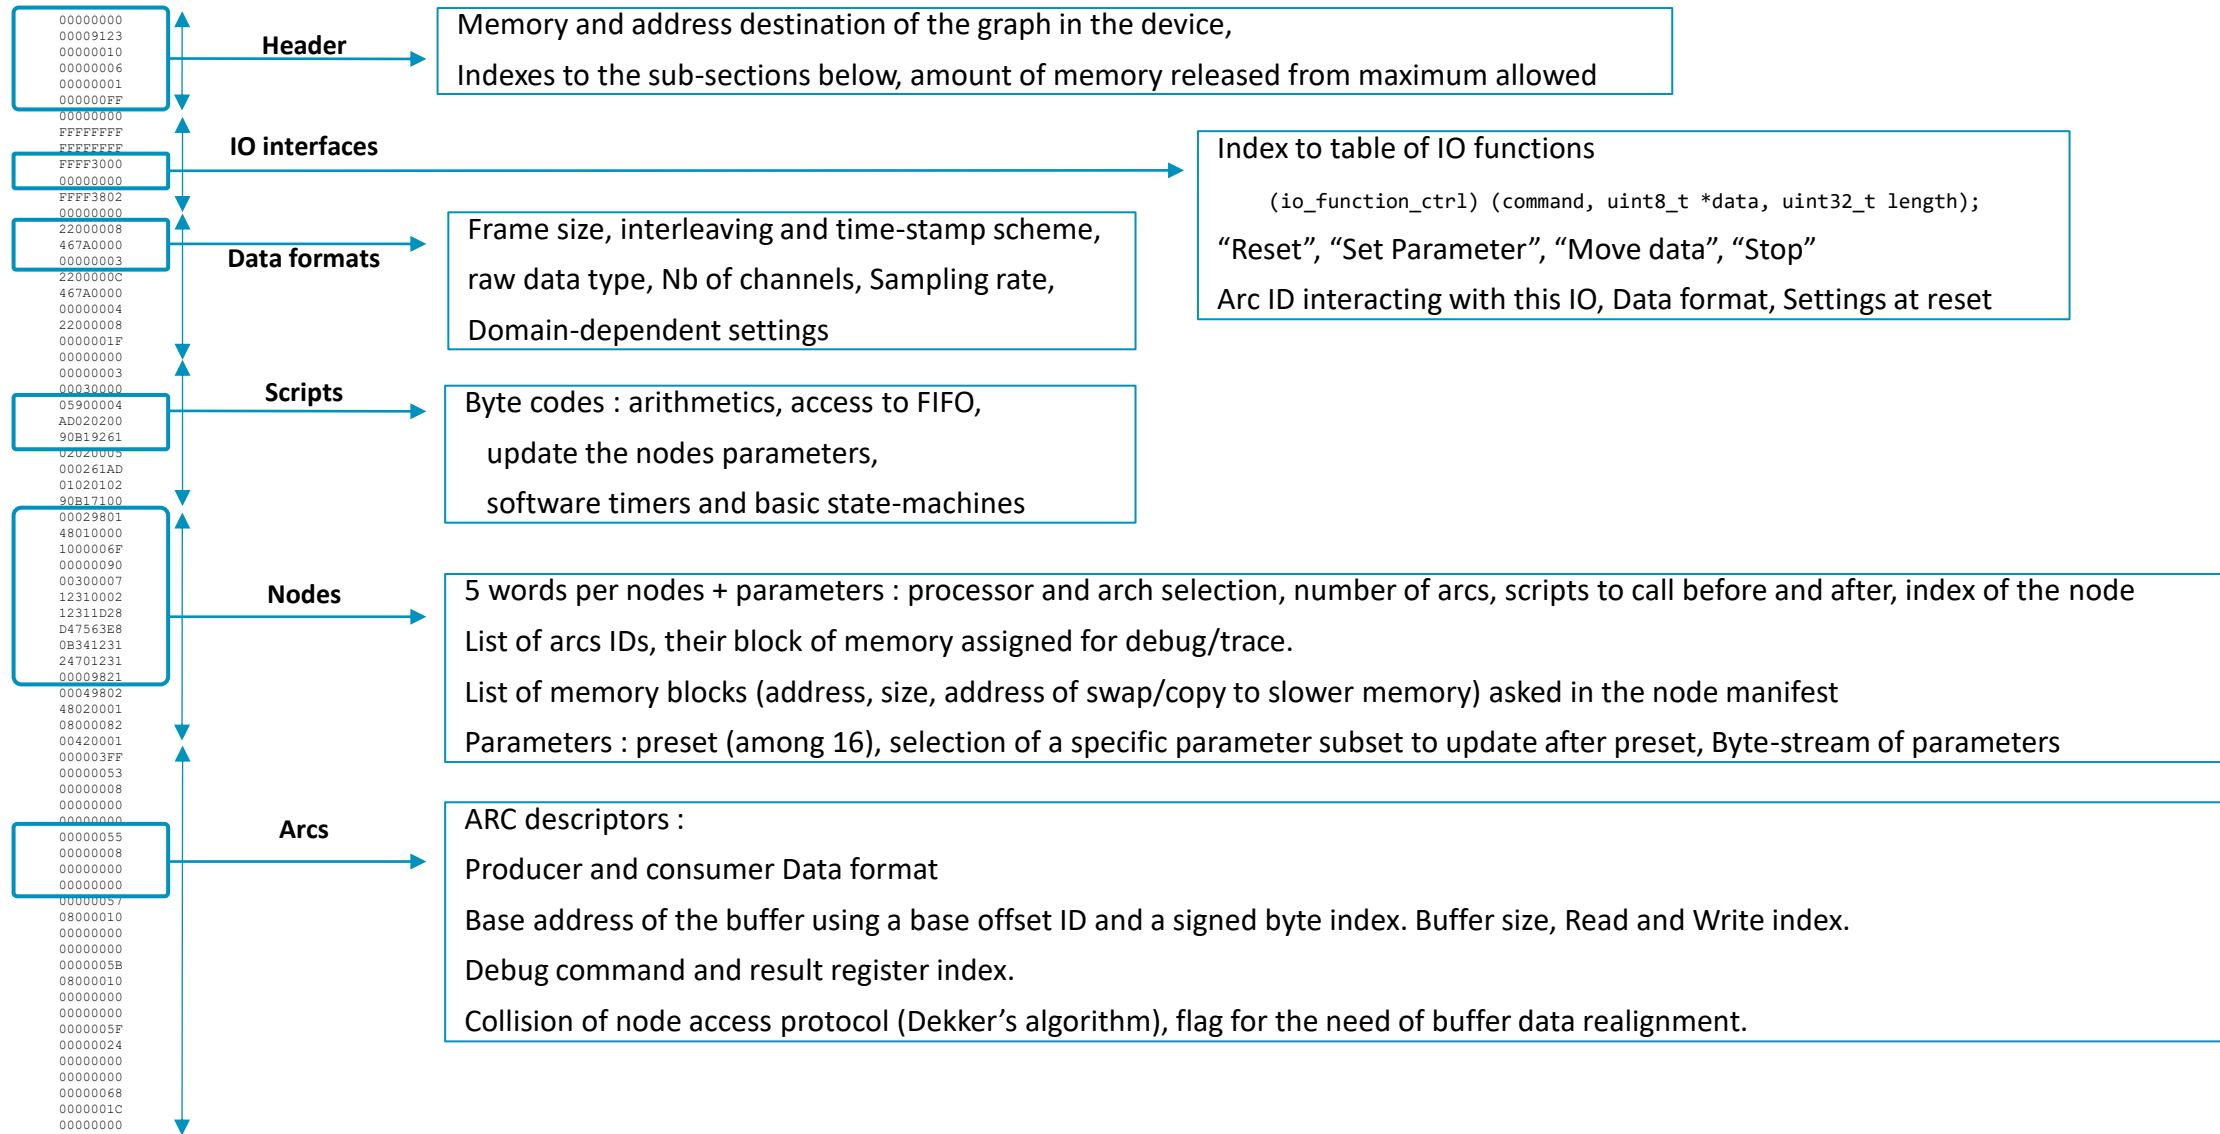 00000000
00009123
00000010
00000006
00000001
000000FF
00000000
FFFFFFFF
FFFFFFFF
FFFF3000
00000000
FFFF3802
00000000
22000008
467A0000
00000003
2200000C
467A0000
00000004
22000008
0000001F
00000000
00000003
00030000
05900004
AD020200
90B19261
02020005
000261AD
01020102
90B17100
00029801
48010000
1000006F
00000090
00300007
12310002
12311D28
D47563E8
0B341231
24701231
00009821
00049802
48020001
08000082
00420001
000003FF
00000053
00000008
00000000
00000000
00000055
00000008
00000000
00000000
00000057
08000010
00000000
00000000
0000005B
08000010
00000000
00000000
0000005F
00000024
00000000
00000000
00000068
0000001C
00000000
Header
Memory and address destination of the graph in the device,
Indexes to the sub-sections below, amount of memory released from maximum allowed
IO interfaces
Index to table of IO functions
(io_function_ctrl) (command, uint8_t *data, uint32_t length);
“Reset”, “Set Parameter”, “Move data”, “Stop”
Arc ID interacting with this IO, Data format, Settings at reset
Data formats
Frame size, interleaving and time-stamp scheme,
raw data type, Nb of channels, Sampling rate,
Domain-dependent settings
Scripts
Byte codes : arithmetics, access to FIFO,
update the nodes parameters,
software timers and basic state-machines
Nodes
5 words per nodes + parameters : processor and arch selection, number of arcs, scripts to call before and after, index of the node
List of arcs IDs, their block of memory assigned for debug/trace.
List of memory blocks (address, size, address of swap/copy to slower memory) asked in the node manifest
Parameters : preset (among 16), selection of a specific parameter subset to update after preset, Byte-stream of parameters
Arcs
ARC descriptors :
Producer and consumer Data format
Base address of the buffer using a base offset ID and a signed byte index. Buffer size, Read and Write index.
Debug command and result register index.
Collision of node access protocol (Dekker’s algorithm), flag for the need of buffer data realignment.